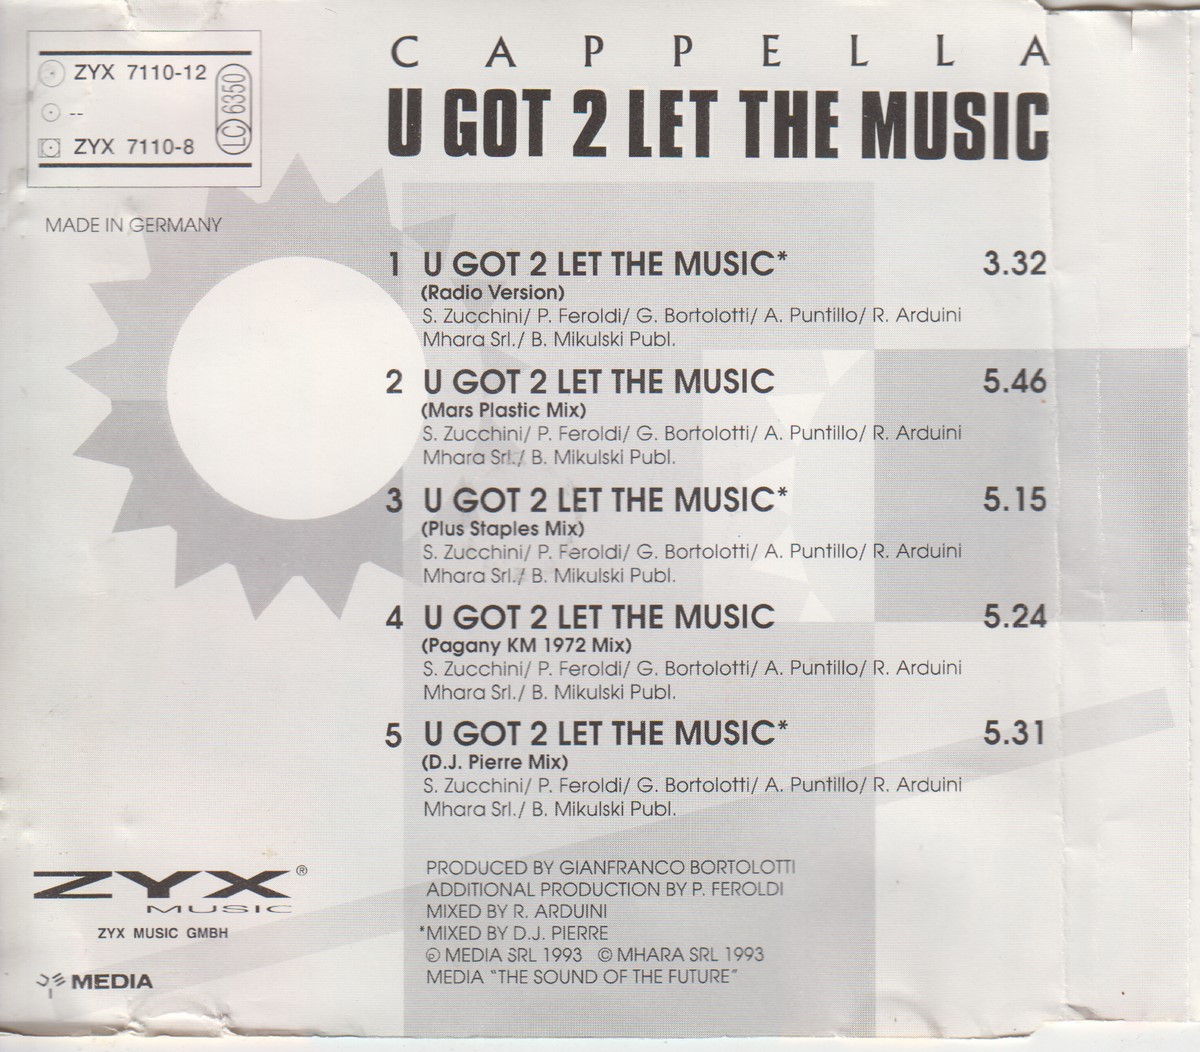 ZYX 7110-12
--
ZYX 7110-8
LC 6350
MADE IN GERMANY
CAPPELLA
U GOT 2 LET THE MUSIC
1 U GOT 2 LET THE MUSIC* 3.32
(Radio Version)
S. Zucchini/ P. Feroldi/ G. Bortolotti/ A. Puntillo/ R. Arduini
Mhara Srl./ B. Mikulski Publ.
2 U GOT 2 LET THE MUSIC 5.46
(Mars Plastic Mix)
S. Zucchini/ P. Feroldi/ G. Bortolotti/ A. Puntillo/ R. Arduini
Mhara Srl./ B. Mikulski Publ.
3 U GOT 2 LET THE MUSIC* 5.15
(Plus Staples Mix)
S. Zucchini/ P. Feroldi/ G. Bortolotti/ A. Puntillo/ R. Arduini
Mhara Srl./ B. Mikulski Publ.
4 U GOT 2 LET THE MUSIC 5.24
(Pagany KM 1972 Mix)
S. Zucchini/ P. Feroldi/ G. Bortolotti/ A. Puntillo/ R. Arduini
Mhara Srl./ B. Mikulski Publ.
5 U GOT 2 LET THE MUSIC* 5.31
(D.J. Pierre Mix)
S. Zucchini/ P. Feroldi/ G. Bortolotti/ A. Puntillo/ R. Arduini
Mhara Srl./ B. Mikulski Publ.
PRODUCED BY GIANFRANCO BORTOLOTTI
ADDITIONAL PRODUCTION BY P. FEROLDI
MIXED BY R. ARDUINI
*MIXED BY D.J. PIERRE
℗ MEDIA SRL 1993 © MHARA SRL 1993
MEDIA "THE SOUND OF THE FUTURE"
ZYX®
MUSIC
ZYX MUSIC GMBH
MEDIA